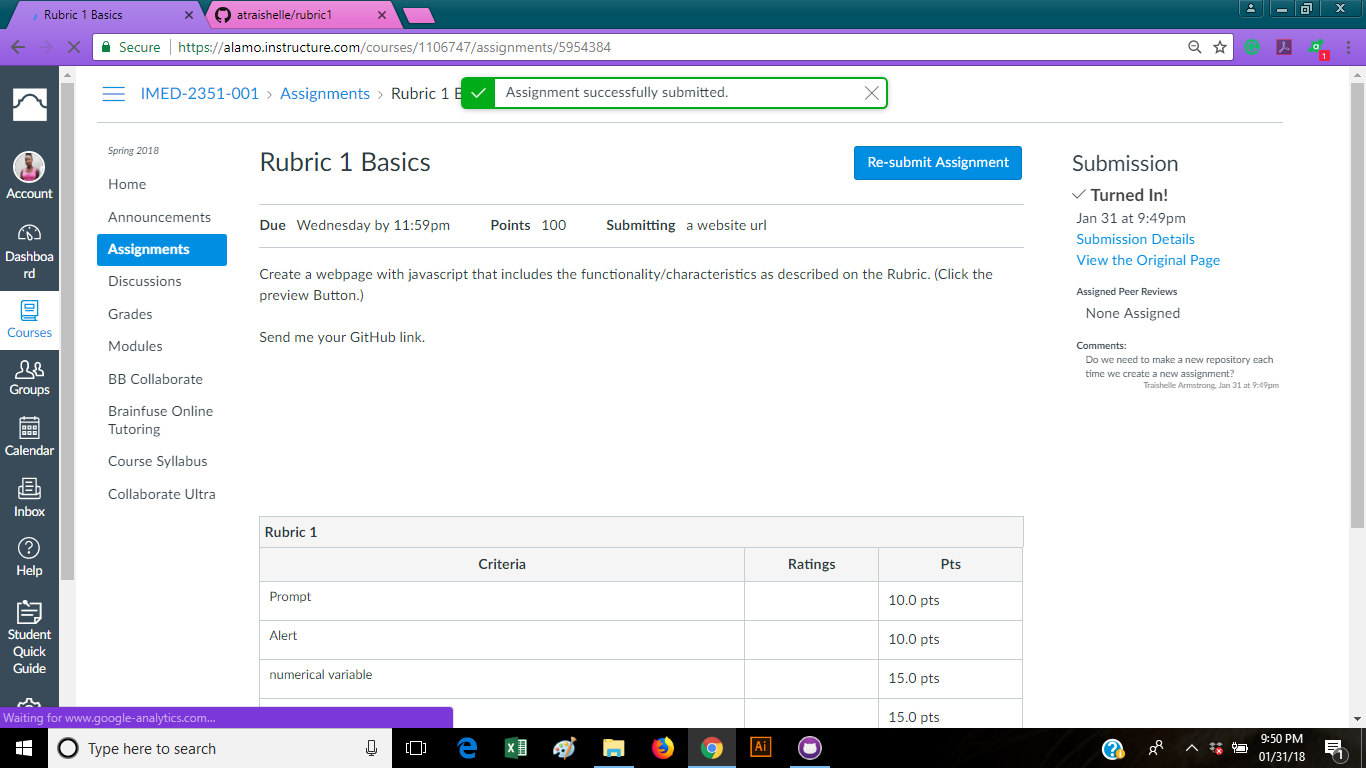 Rubric 1 Basics
atraishelle/rubric1
Secure
https://alamo.instructure.com/courses/1106747/assignments/5954384
1
IMED-2351-001 > Assignments > Rubric 1 B
Assignment successfully submitted.
Account
Dashboa
rd
Courses
Groups
Calendar
Inbox
Help
Student
Quick
Guide
Spring 2018
Home
Announcements
Assignments
Discussions
Grades
Modules
BB Collaborate
Brainfuse Online
Tutoring
Course Syllabus
Collaborate Ultra
Rubric 1 Basics
Re-submit Assignment
Due Wednesday by 11:59pm Points 100 Submitting a website url
Create a webpage with javascript that includes the functionality/characteristics as described on the Rubric. (Click the
preview Button.)
Send me your GitHub link.
Rubric 1
Criteria Ratings Pts
Prompt 10.0 pts
Alert 10.0 pts
numerical variable 15.0 pts
15.0 pts
Submission
Turned In!
Jan 31 at 9:49pm
Submission Details
View the Original Page
Assigned Peer Reviews
None Assigned
Comments:
Do we need to make a new repository each
time we create a new assignment?
Traishelle Armstrong, Jan 31 at 9:49pm
Waiting for www.google-analytics.com...
Type here to search
Ai
9:50 PM
01/31/18
1